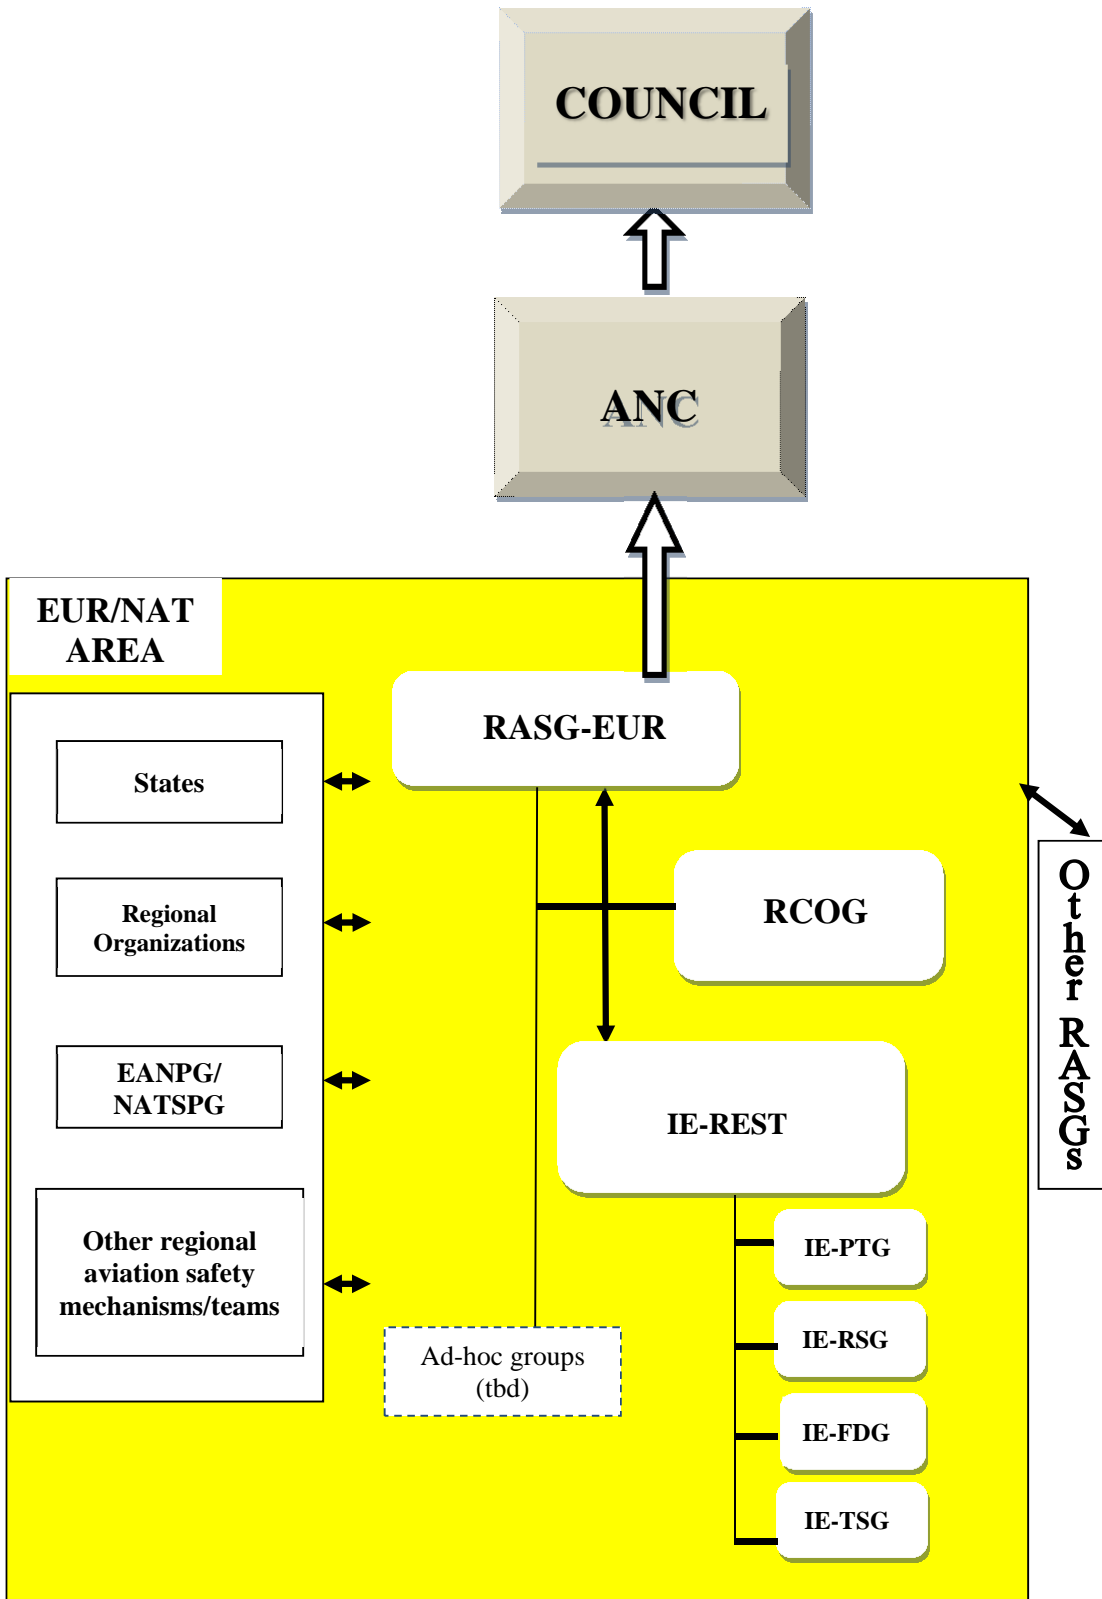 COUNCIL
ANC
EUR/NAT
AREA
RASG-EUR
States
Regional
Organizations
EANPG/
NATSPG
Other regional
aviation safety
mechanisms/teams
RCOG
Other RASGs
IE-REST
IE-PTG
IE-RSG
IE-FDG
IE-TSG
Ad-hoc groups
(tbd)